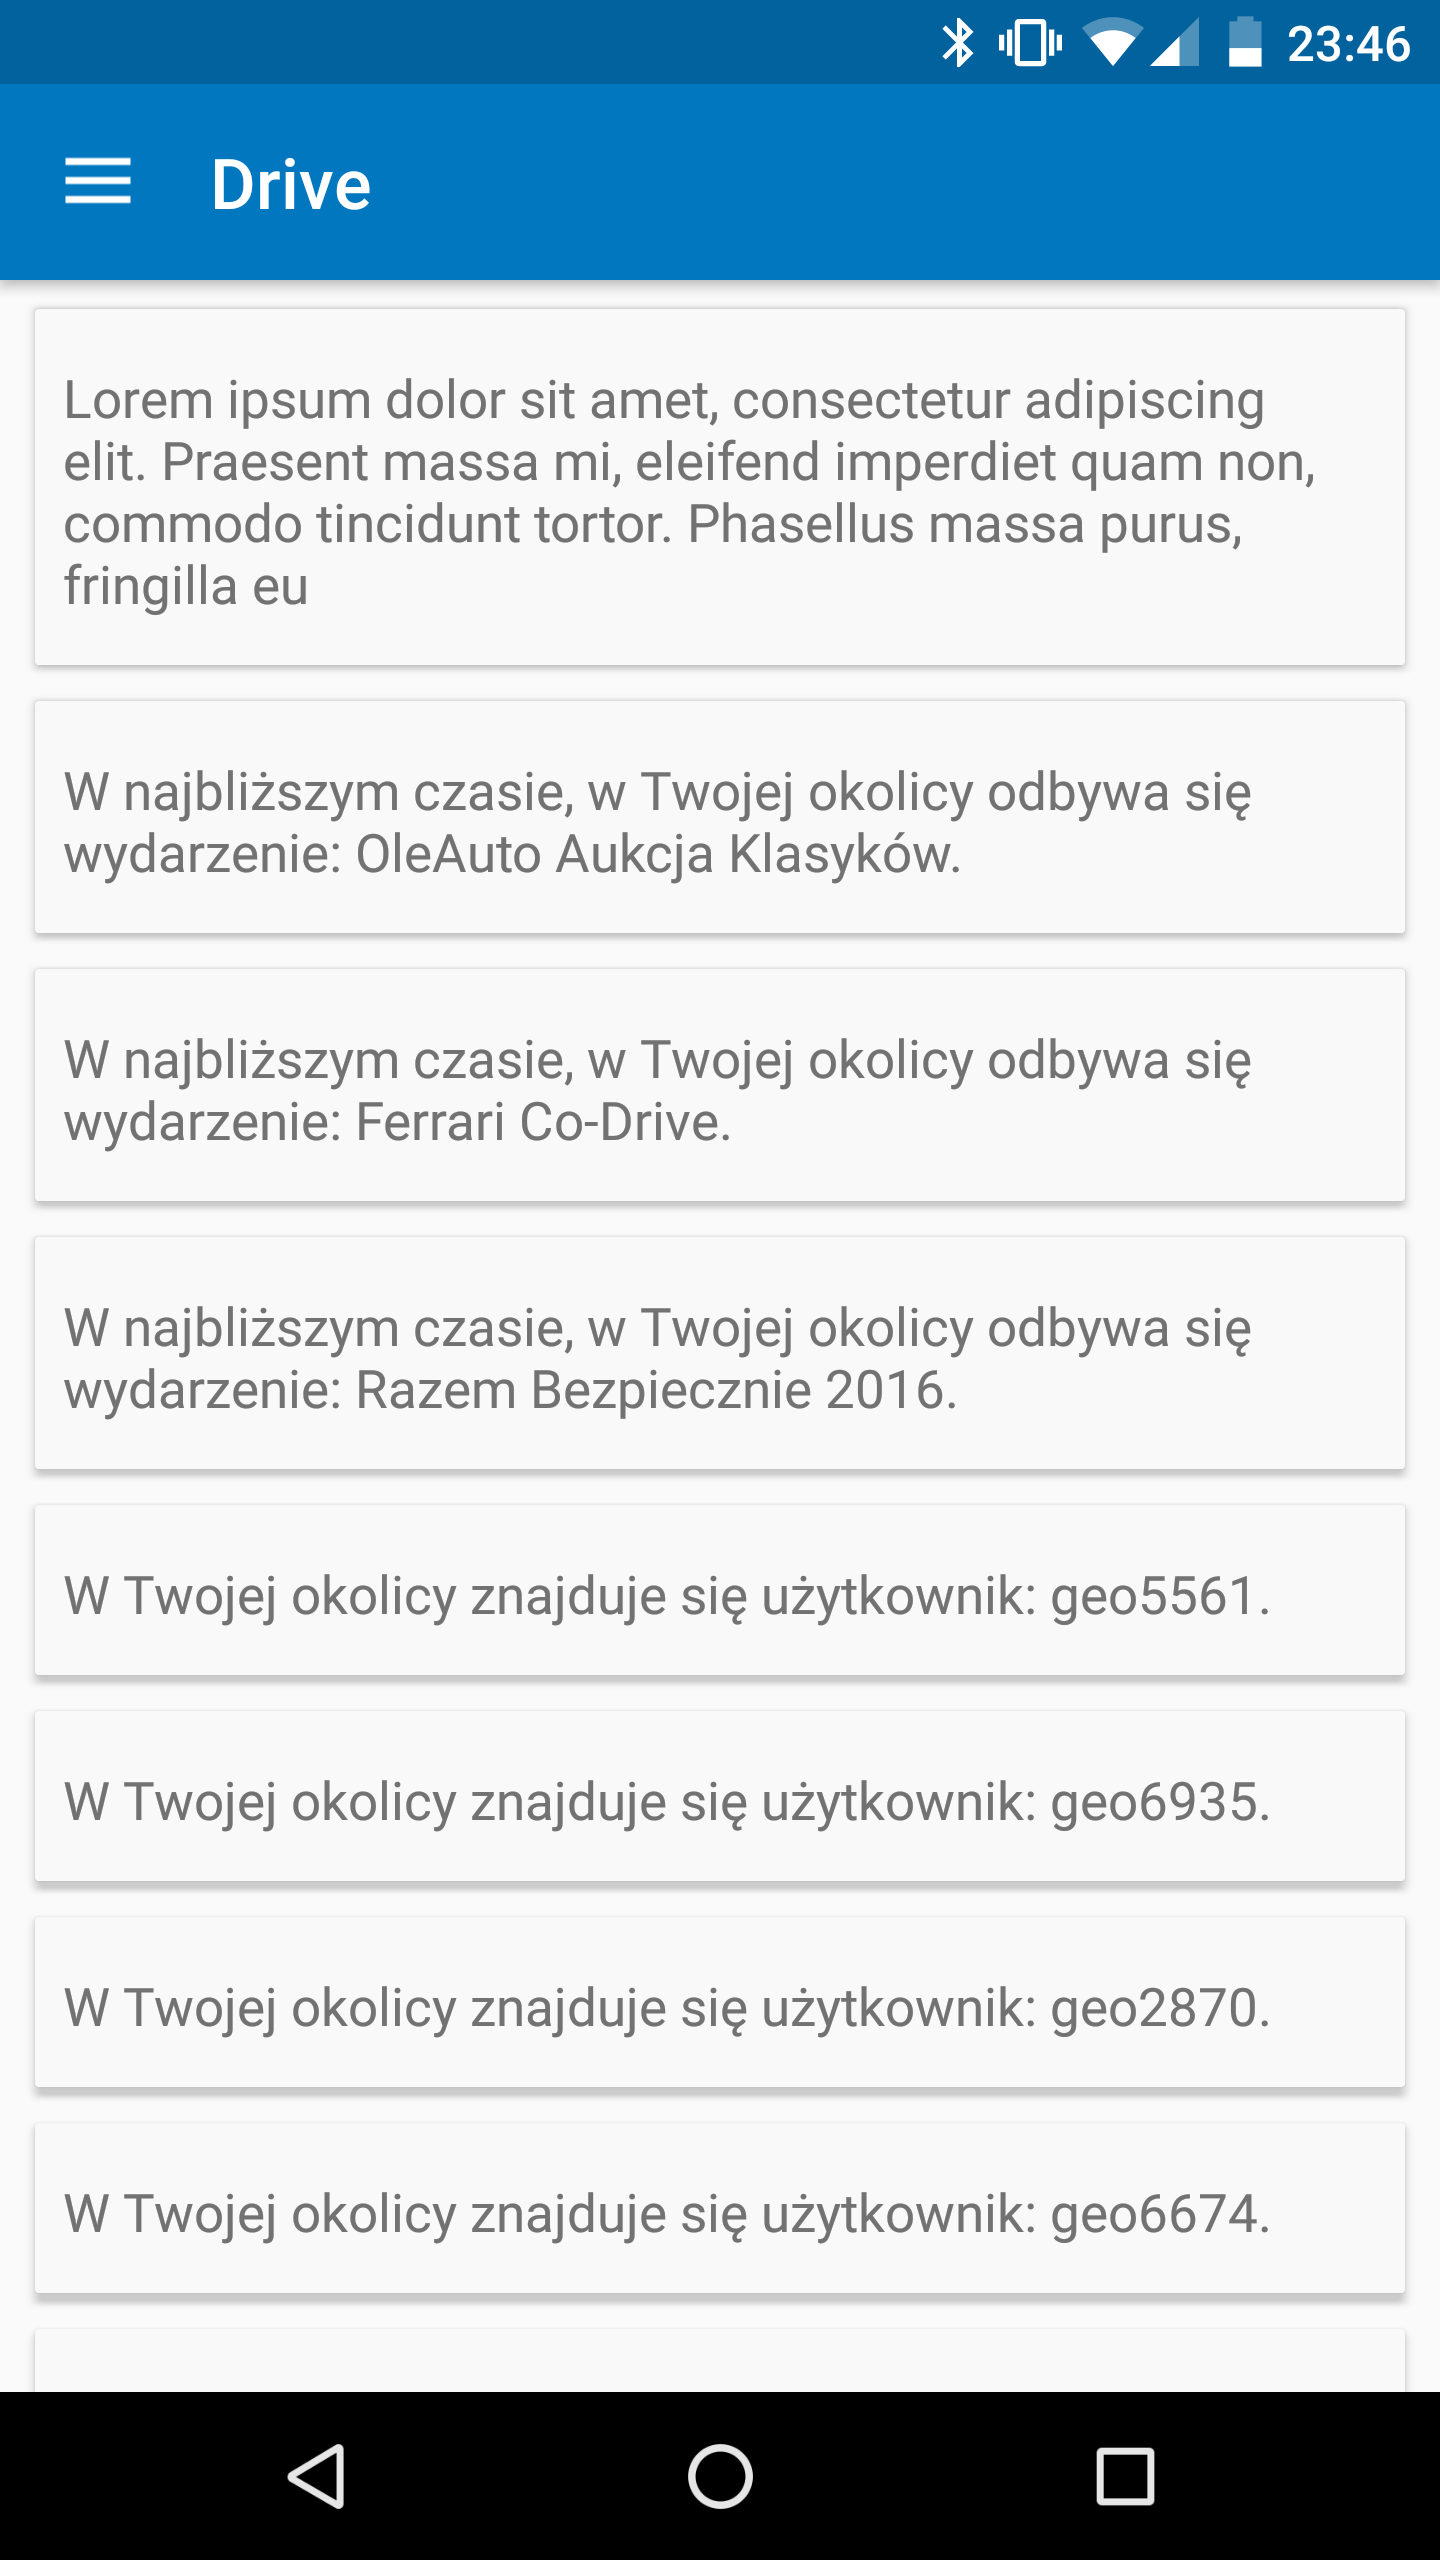 23:46
Drive
Lorem ipsum dolor sit amet, consectetur adipiscing
elit. Praesent massa mi, eleifend imperdiet quam non,
commodo tincidunt tortor. Phasellus massa purus,
fringilla eu
W najbliższym czasie, w Twojej okolicy odbywa się
wydarzenie: OleAuto Aukcja Klasyków.
W najbliższym czasie, w Twojej okolicy odbywa się
wydarzenie: Ferrari Co-Drive.
W najbliższym czasie, w Twojej okolicy odbywa się
wydarzenie: Razem Bezpiecznie 2016.
W Twojej okolicy znajduje się użytkownik: geo5561.
W Twojej okolicy znajduje się użytkownik: geo6935.
W Twojej okolicy znajduje się użytkownik: geo2870.
W Twojej okolicy znajduje się użytkownik: geo6674.